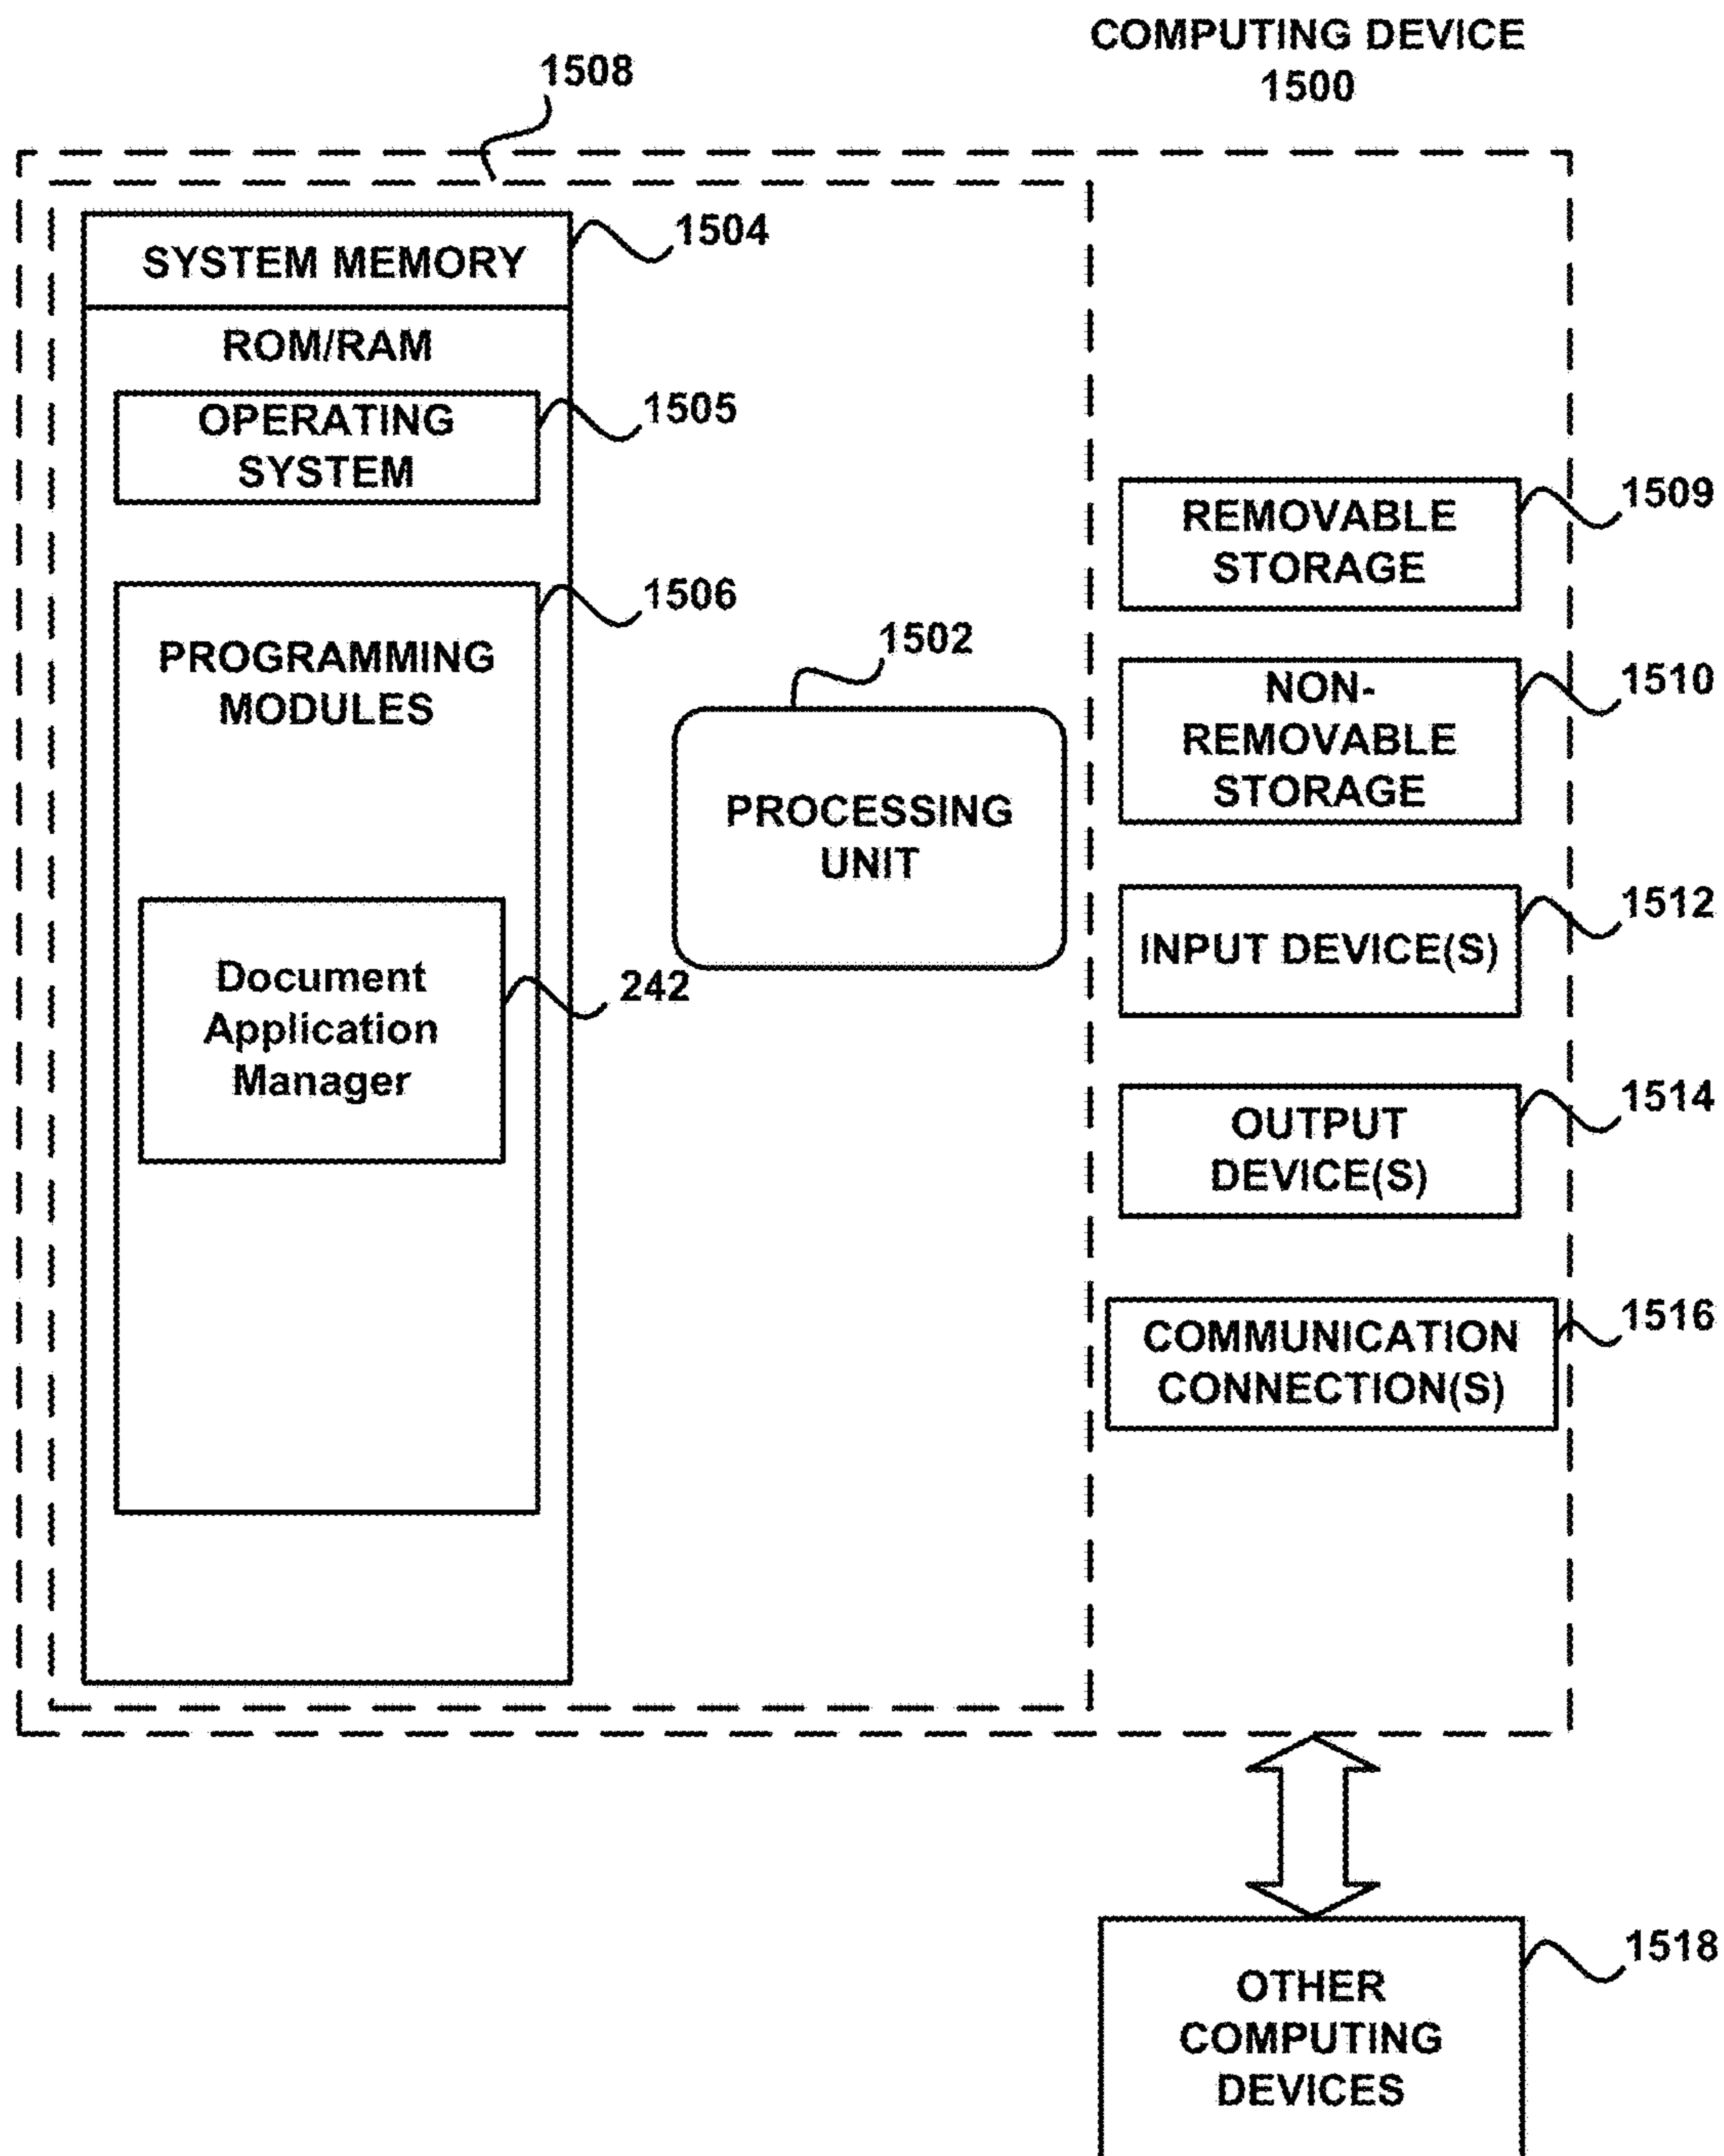 COMPUTING DEVICE
1500
1508
SYSTEM MEMORY
1504
ROM/RAM
OPERATING
SYSTEM
1505
PROGRAMMING
MODULES
1506
Document
Application
Manager
242
1502
PROCESSING
UNIT
REMOVABLE
STORAGE
1509
NON-
REMOVABLE
STORAGE
1510
INPUT DEVICE(S)
1512
OUTPUT
DEVICE(S)
1514
COMMUNICATION
CONNECTION(S)
1516
OTHER
COMPUTING
DEVICES
1518